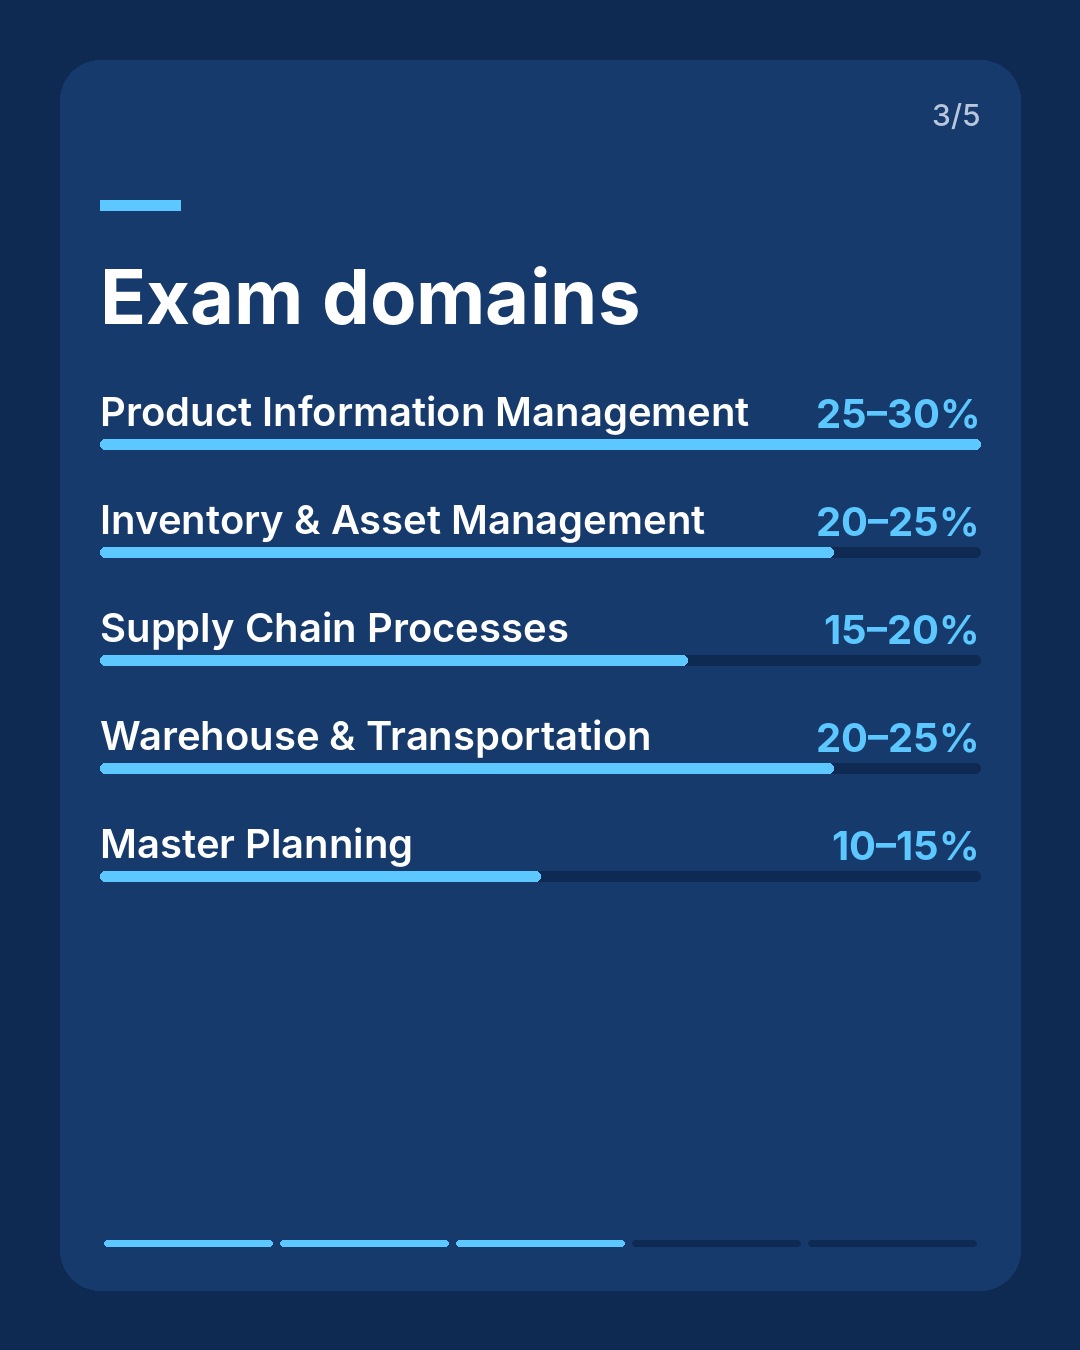 3/5
Exam domains
Product Information Management 25–30%
Inventory & Asset Management 20–25%
Supply Chain Processes 15–20%
Warehouse & Transportation 20–25%
Master Planning 10–15%